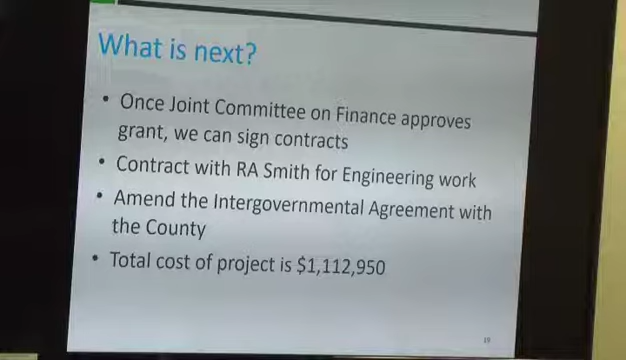 What is next?
• Once Joint Committee on Finance approves
grant, we can sign contracts
• Contract with RA Smith for Engineering work
• Amend the Intergovernmental Agreement with
the County
• Total cost of project is $1,112,950
19